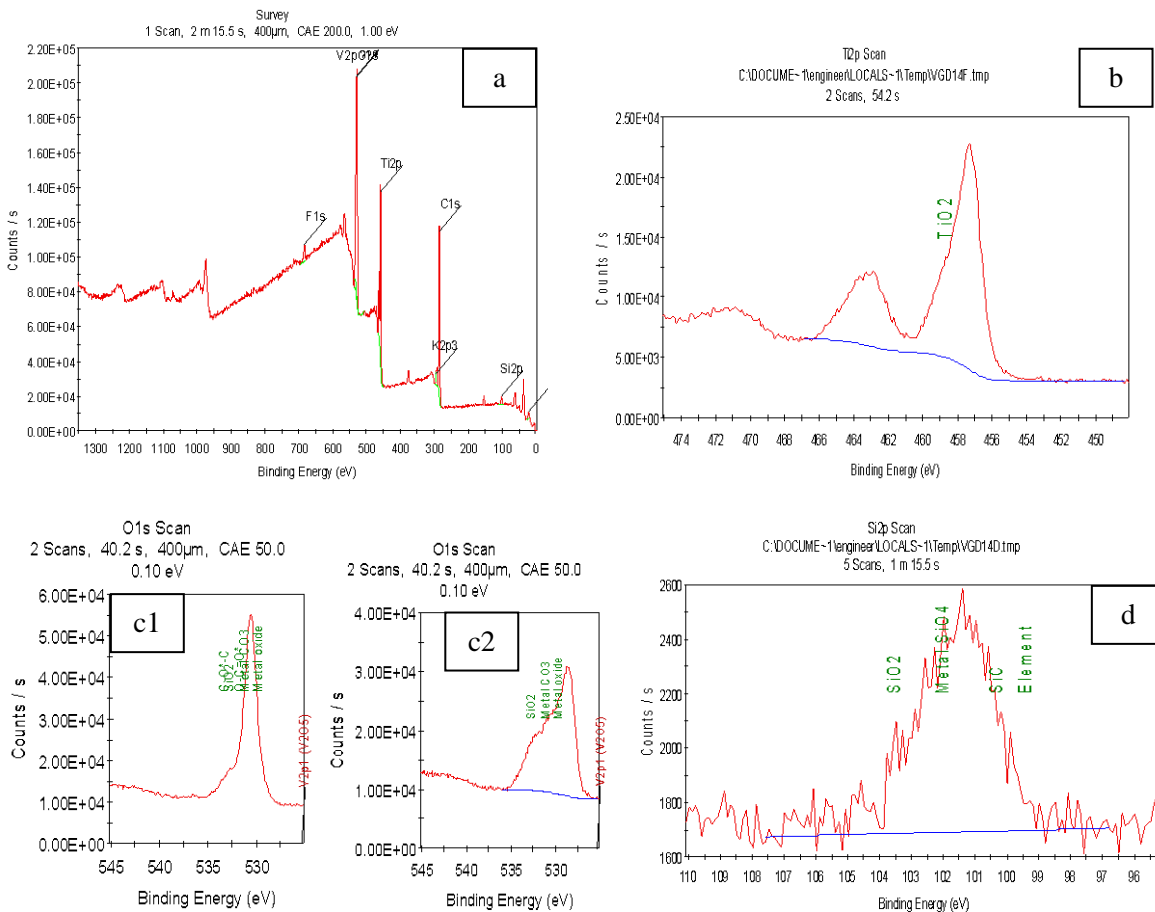 Survey
1 Scan, 2 m 15.5 s, 400µm, CAE 200.0, 1.00 eV
a
2.20E+05
2.00E+05
1.80E+05
1.60E+05
1.40E+05
1.20E+05
1.00E+05
8.00E+04
6.00E+04
4.00E+04
2.00E+04
0.00E+00
Counts / s
Ti2p
F1s
C1s
K2p3
Si2p
1300 1200 1100 1000 900 800 700 600 500 400 300 200 100 0
Binding Energy (eV)
Ti2p Scan
C:\DOCUME~1\engineer\LOCALS~1\Temp\VGD14F.tmp
2 Scans, 54.2 s
b
2.50E+04
2.00E+04
1.50E+04
1.00E+04
5.00E+03
0.00E+00
Counts / s
TiO2
474 472 470 468 466 464 462 460 458 456 454 452 450
Binding Energy (eV)
O1s Scan
2 Scans, 40.2 s, 400µm, CAE 50.0
0.10 eV
c1
6.00E+04
5.00E+04
4.00E+04
3.00E+04
2.00E+04
1.00E+04
0.00E+00
Counts / s
SiO2
Metal CO3
Metal oxide
V2p1 (V2O5)
545 540 535 530
Binding Energy (eV)
O1s Scan
2 Scans, 40.2 s, 400µm, CAE 50.0
0.10 eV
c2
4.00E+04
3.00E+04
2.00E+04
1.00E+04
0.00E+00
Counts / s
SiO2
Metal CO3
Metal oxide
V2p1 (V2O5)
545 540 535 530
Binding Energy (eV)
Si2p Scan
C:\DOCUME~1\engineer\LOCALS~1\Temp\VGD14D.tmp
5 Scans, 1 m 15.5 s
d
2600
2400
2200
2000
1800
1600
Counts / s
SiO2
Metal SiO4
SiC
Element
110 109 108 107 106 105 104 103 102 101 100 99 98 97 96
Binding Energy (eV)